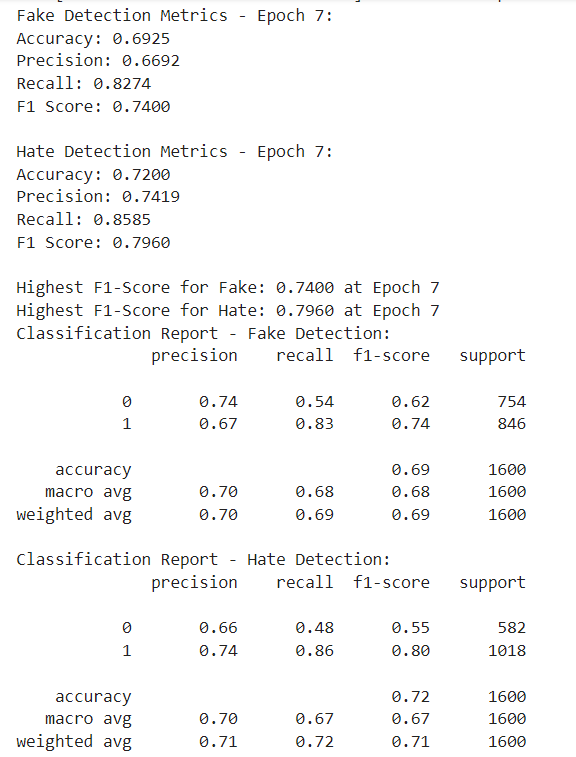 Fake Detection Metrics - Epoch 7:
Accuracy: 0.6925
Precision: 0.6692
Recall: 0.8274
F1 Score: 0.7400
Hate Detection Metrics - Epoch 7:
Accuracy: 0.7200
Precision: 0.7419
Recall: 0.8585
F1 Score: 0.7960
Highest F1-Score for Fake: 0.7400 at Epoch 7
Highest F1-Score for Hate: 0.7960 at Epoch 7
Classification Report - Fake Detection:
precision recall f1-score support
0 0.74 0.54 0.62 754
1 0.67 0.83 0.74 846
accuracy 0.69 1600
macro avg 0.70 0.68 0.68 1600
weighted avg 0.70 0.69 0.69 1600
Classification Report - Hate Detection:
precision recall f1-score support
0 0.66 0.48 0.55 582
1 0.74 0.86 0.80 1018
accuracy 0.72 1600
macro avg 0.70 0.67 0.67 1600
weighted avg 0.71 0.72 0.71 1600